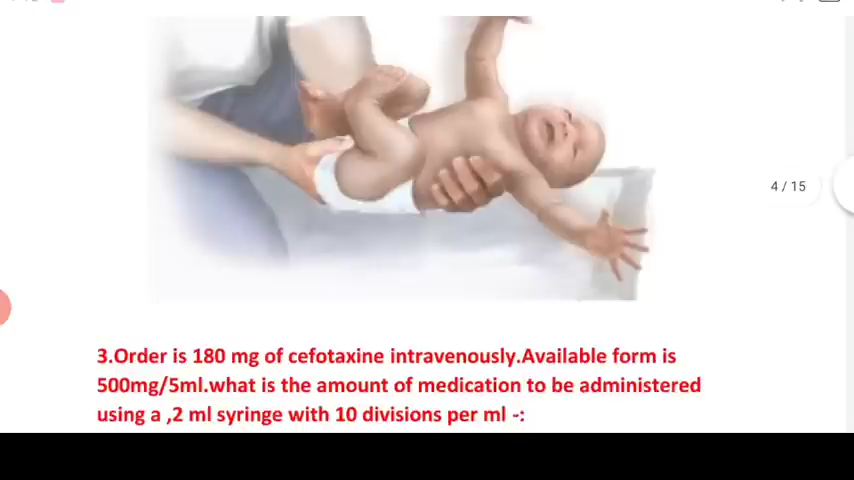 4 / 15
3.Order is 180 mg of cefotaxine intravenously.Available form is
500mg/5ml.what is the amount of medication to be administered
using a ,2 ml syringe with 10 divisions per ml -: